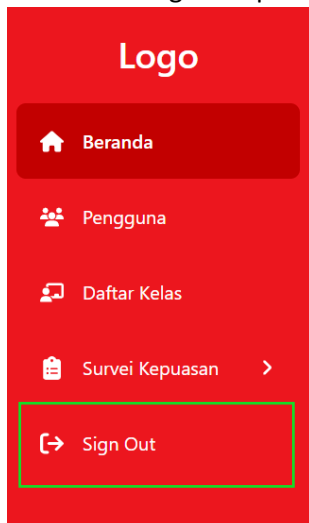 Logo
Beranda
Pengguna
Daftar Kelas
Survei Kepuasan
Sign Out